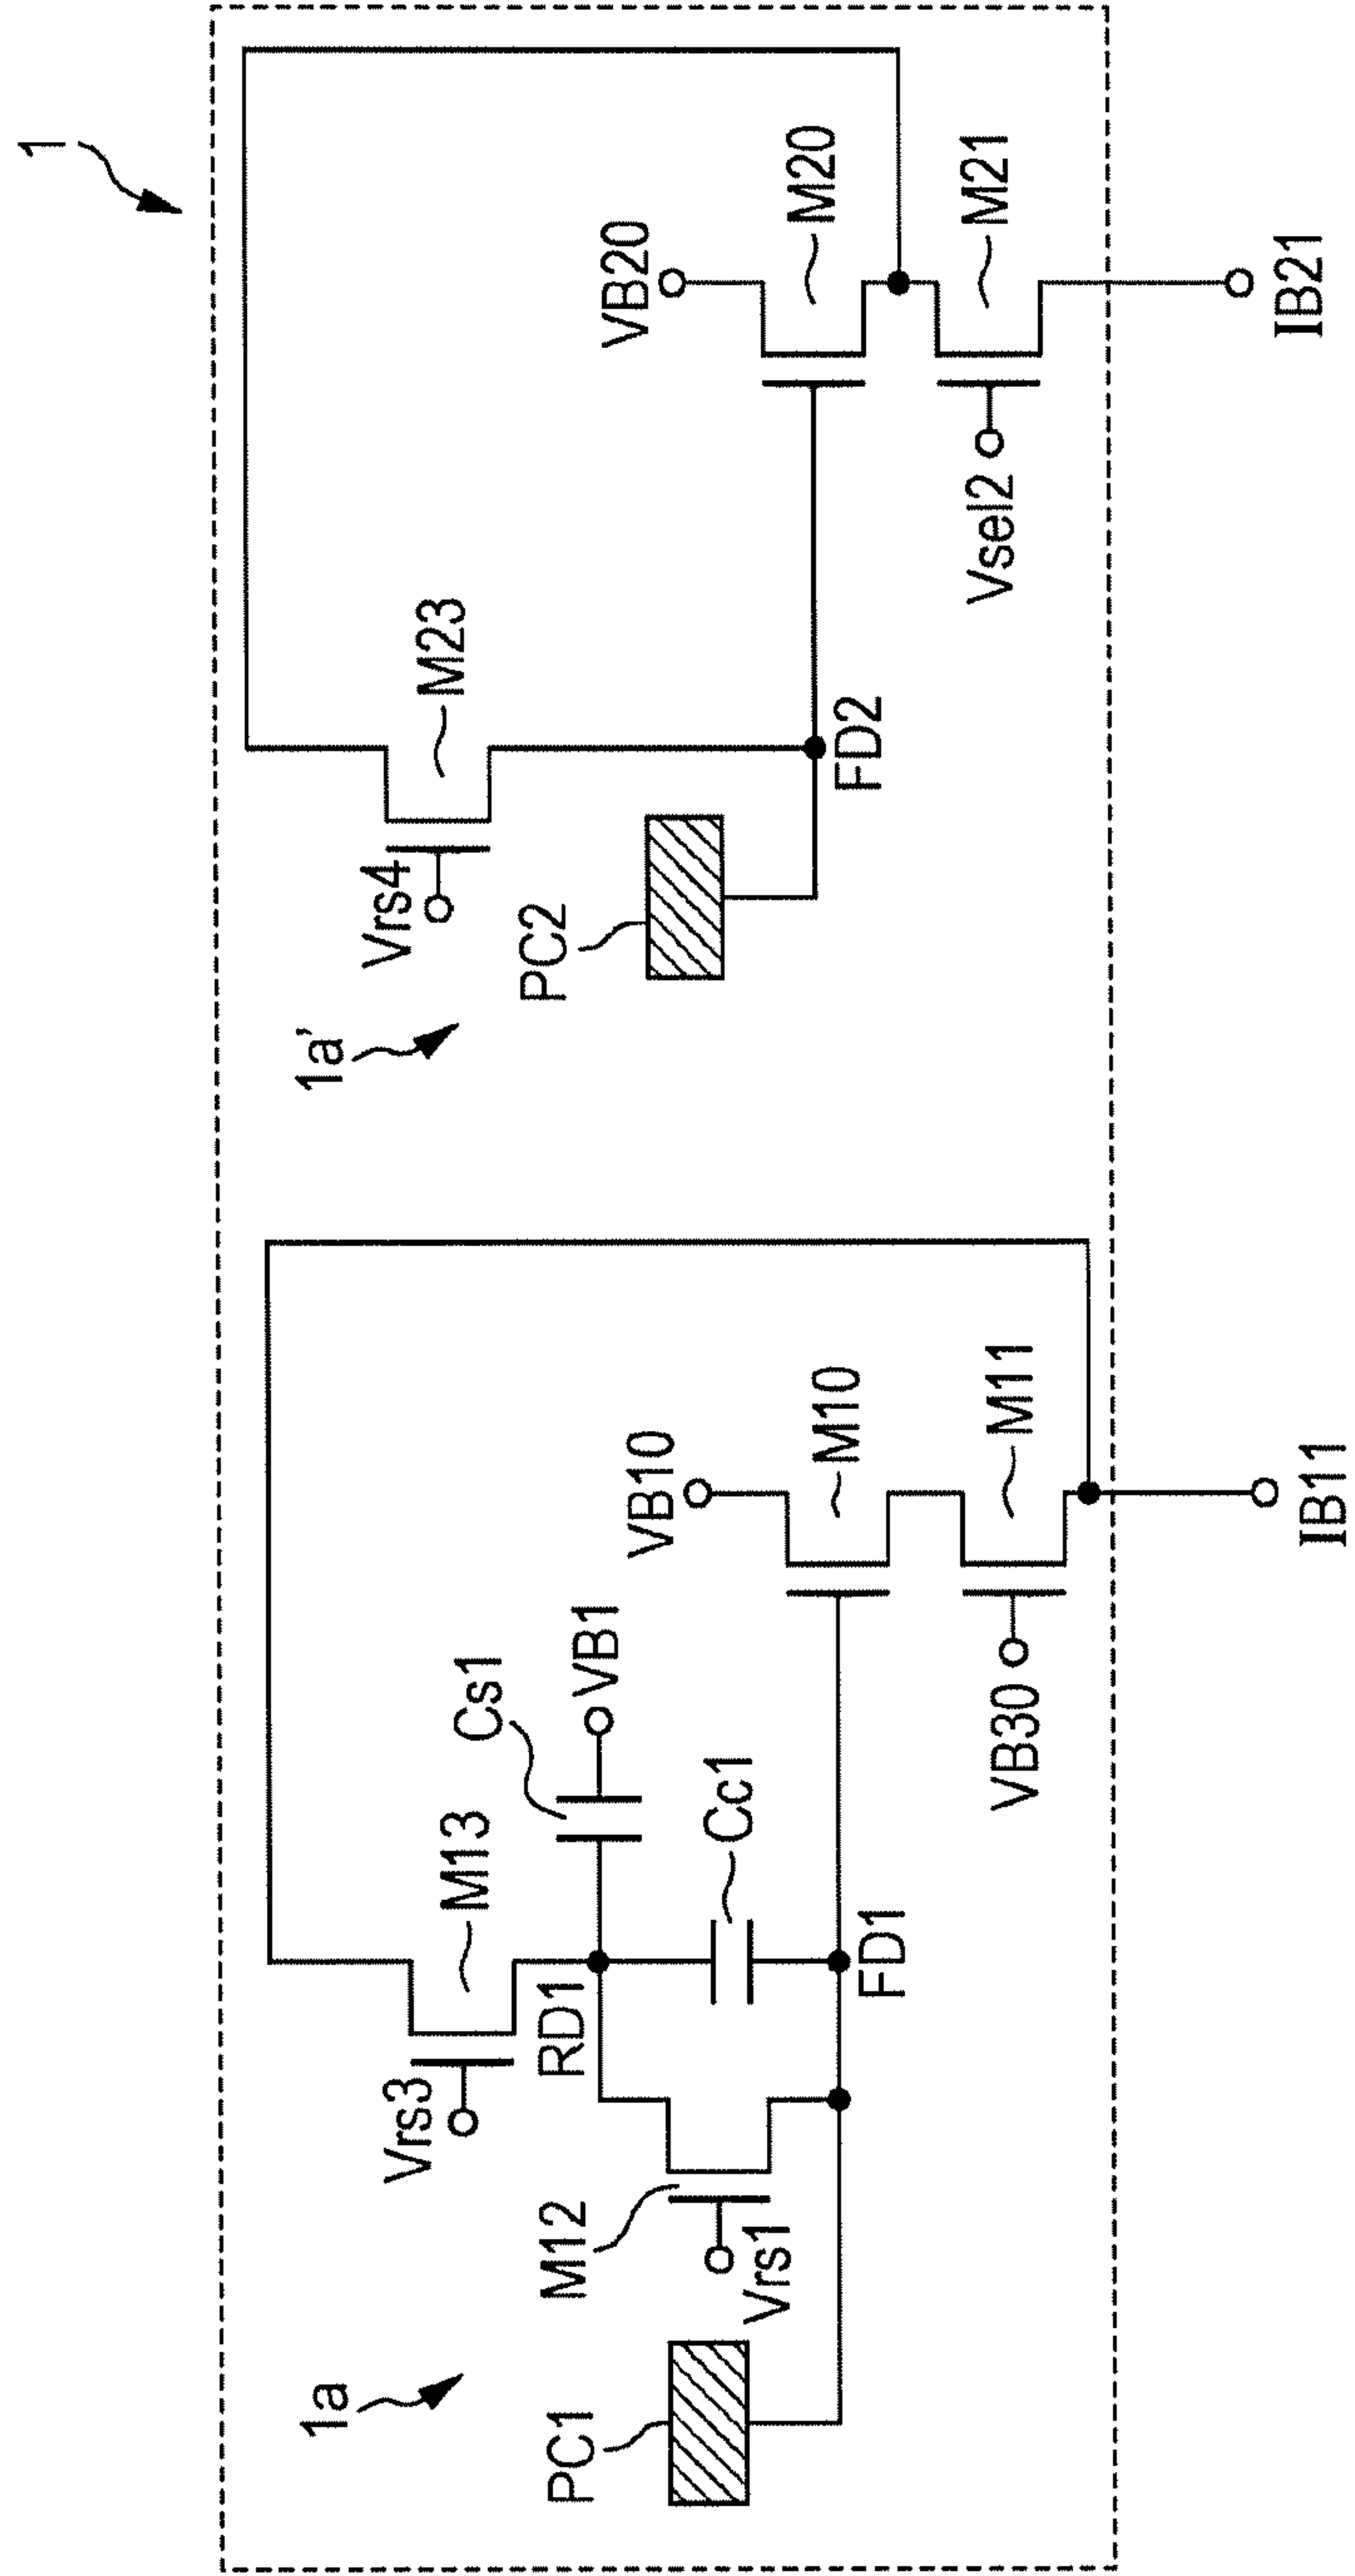 1
1a
Vrs3
M13
RD1
Cs1
VB1
M12
Vrs1
Cc1
PC1
FD1
VB10
M10
M11
VB30
IB11
1a'
Vrs4
M23
PC2
FD2
VB20
M20
M21
Vsel2
IB21